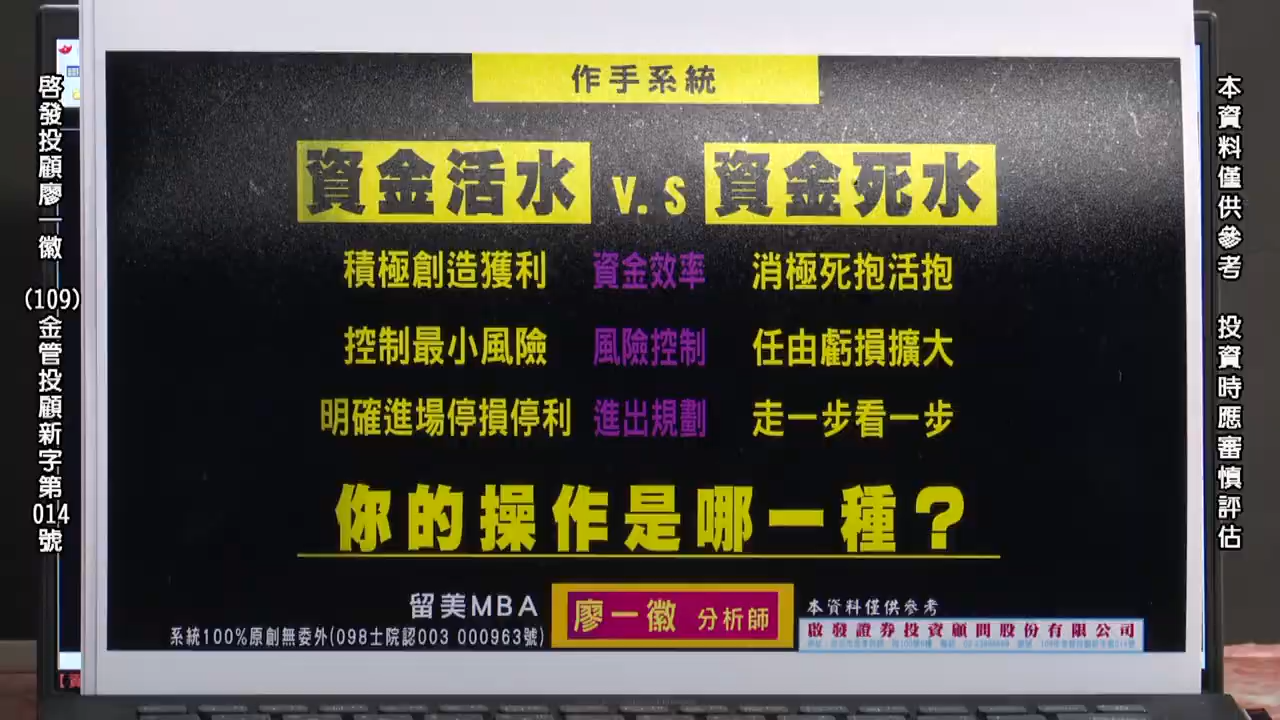 啓發投顧廖一徽
(109)金管投顧新字第014號
作手系統
資金活水 V.S 資金死水
積極創造獲利 資金效率 消極死抱活抱
控制最小風險 風險控制 任由虧損擴大
明確進場停損停利 進出規劃 走一步看一步
你的操作是哪一種？
留美MBA
系統100%原創無委外(098士院認003 000963號)
廖一徽 分析師
本資料僅供參考
啟發證券投資顧問股份有限公司
本資料僅供參考 投資時應審慎評估